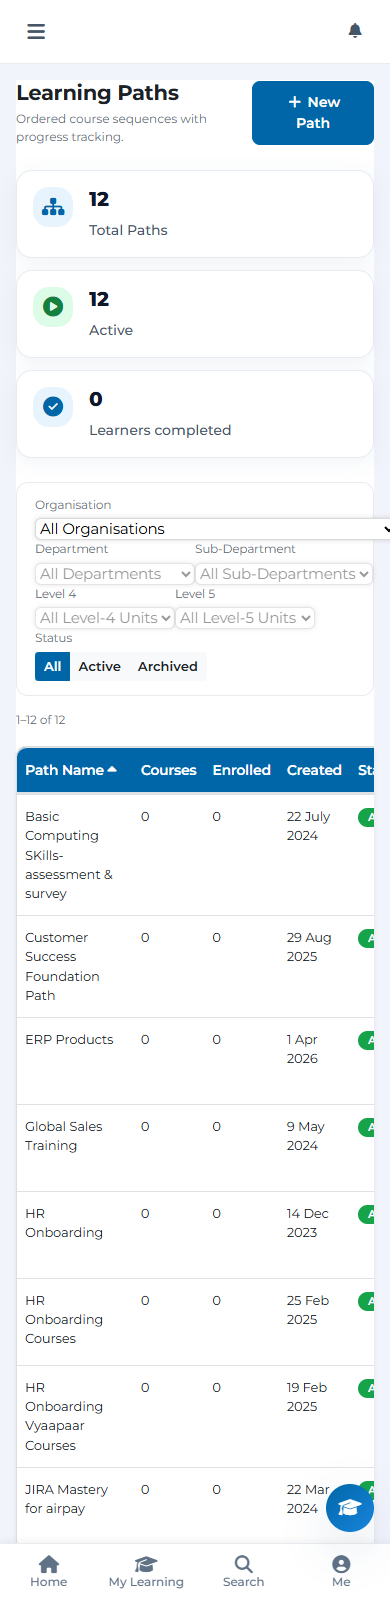 Learning Paths
Ordered course sequences with
progress tracking.
+ New
Path
12
Total Paths
12
Active
0
Learners completed
Organisation
All Organisations
Department Sub-Department
All Departments All Sub-Departments
Level 4 Level 5
All Level-4 Units All Level-5 Units
Status
All Active Archived
1–12 of 12
Path Name Courses Enrolled Created
Basic 0 0 22 July
Computing 2024
SKills-
assessment &
survey
Customer 0 0 29 Aug
Success 2025
Foundation
Path
ERP Products 0 0 1 Apr
2026
Global Sales 0 0 9 May
Training 2024
HR 0 0 14 Dec
Onboarding 2023
HR 0 0 25 Feb
Onboarding 2025
Courses
HR 0 0 19 Feb
Onboarding 2025
Vyaapaar
Courses
JIRA Mastery 0 0 22 Mar
for airpay 2024
Home My Learning Search Me